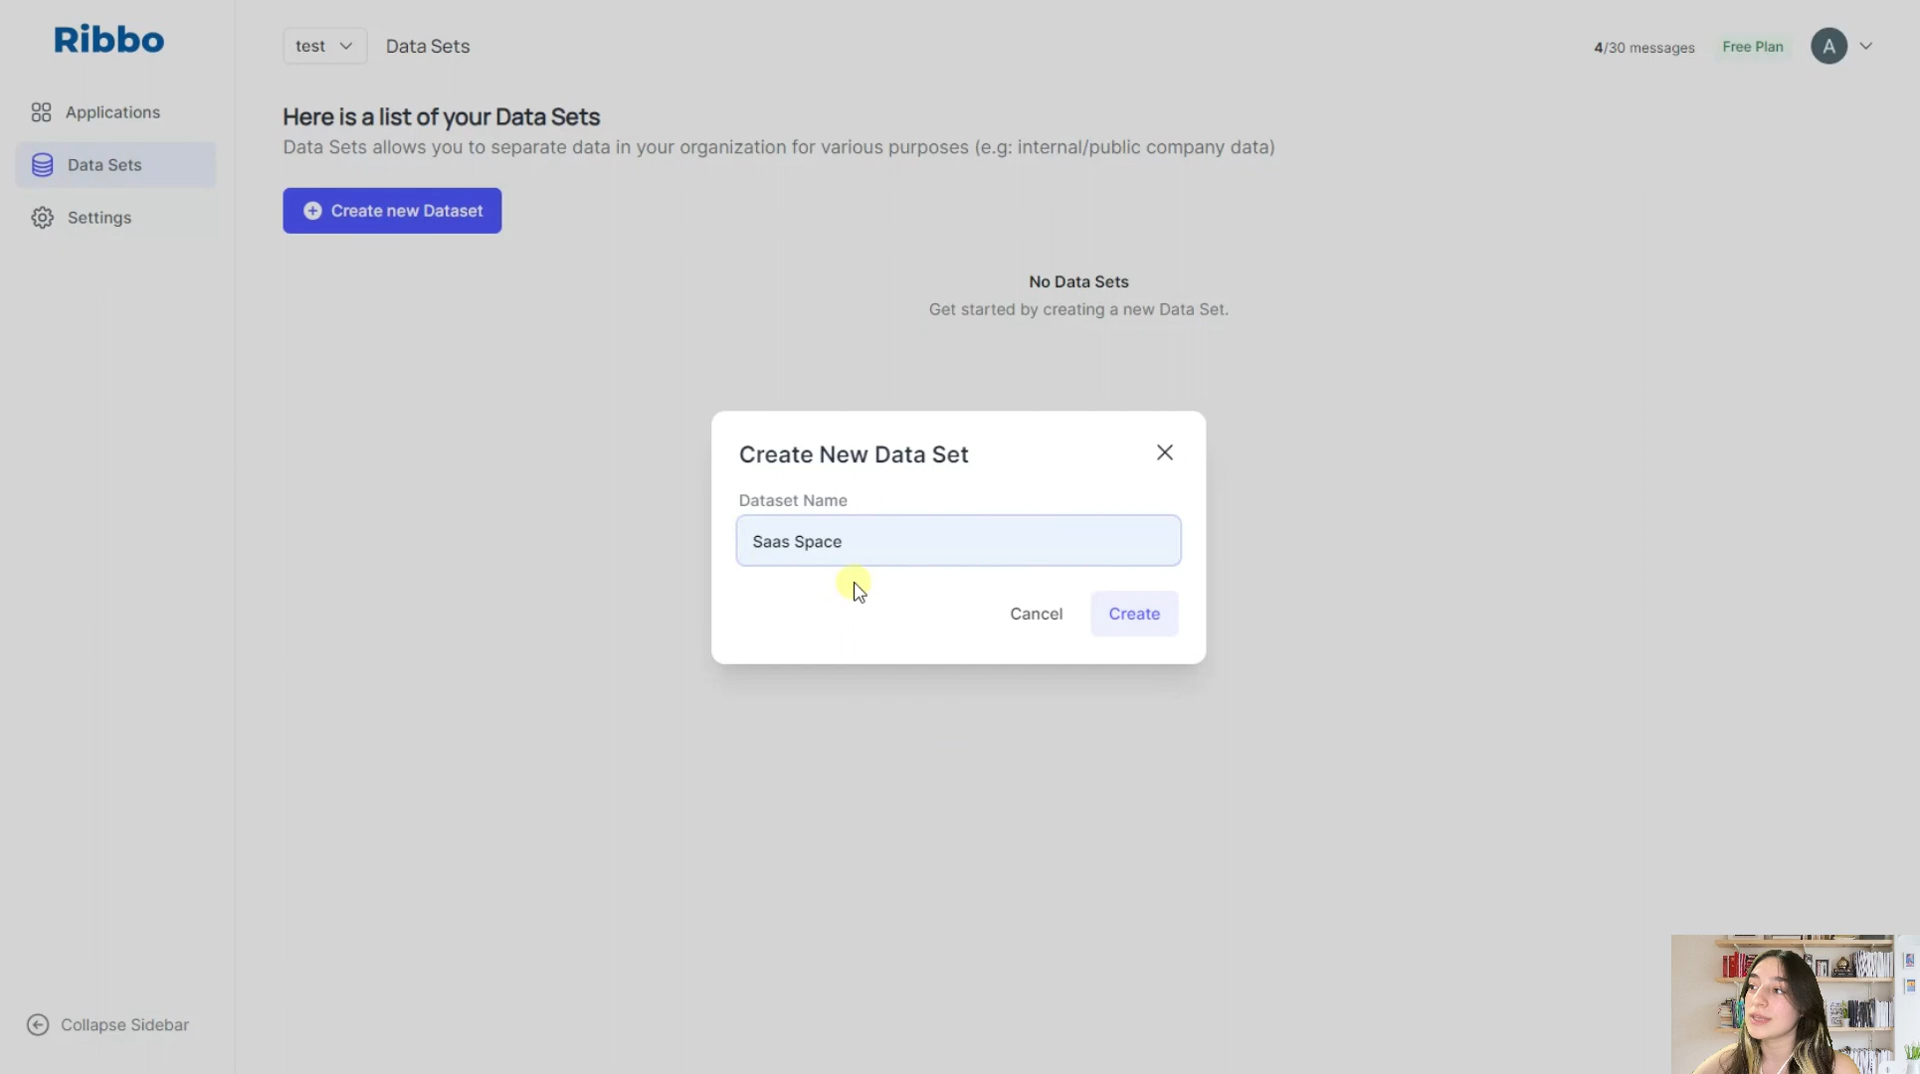 Ribbo
test
Data Sets
4/30 messages
Free Plan
A
Applications
Data Sets
Settings
Here is a list of your Data Sets
Data Sets allows you to separate data in your organization for various purposes (e.g: internal/public company data)
Create new Dataset
No Data Sets
Get started by creating a new Data Set.
Create New Data Set
Dataset Name
Saas Space
Cancel
Create
Collapse Sidebar